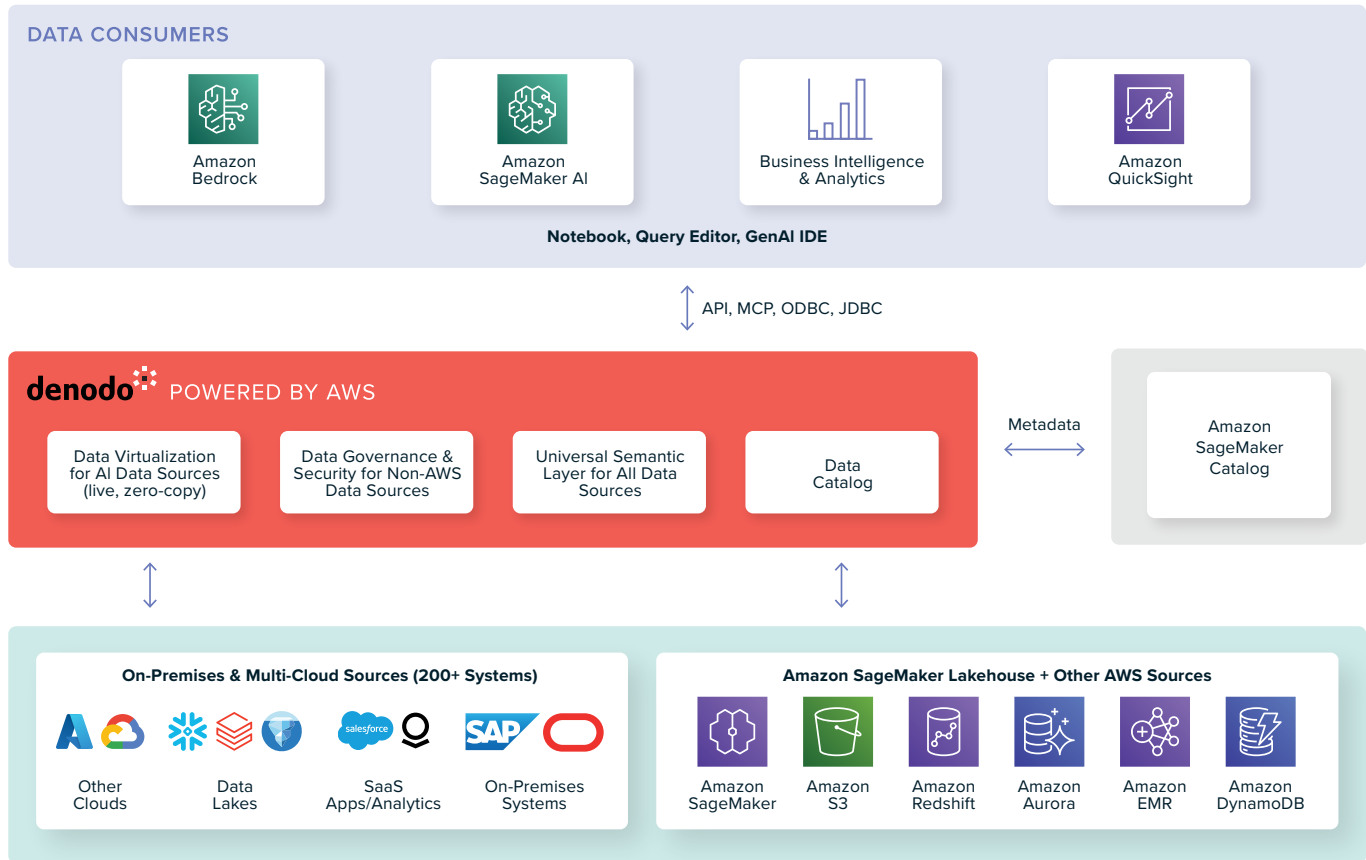 DATA CONSUMERS
Amazon
Bedrock
Amazon
SageMaker AI
Business Intelligence
& Analytics
Amazon
QuickSight
Notebook, Query Editor, GenAI IDE
API, MCP, ODBC, JDBC
denodo POWERED BY AWS
Data Virtualization
for AI Data Sources
(live, zero-copy)
Data Governance &
Security for Non-AWS
Data Sources
Universal Semantic
Layer for All Data
Sources
Data
Catalog
Metadata
Amazon
SageMaker
Catalog
On-Premises & Multi-Cloud Sources (200+ Systems)
salesforce
SAP
Other
Clouds
Data
Lakes
SaaS
Apps/Analytics
On-Premises
Systems
Amazon SageMaker Lakehouse + Other AWS Sources
Amazon
SageMaker
Amazon
S3
Amazon
Redshift
Amazon
Aurora
Amazon
EMR
Amazon
DynamoDB